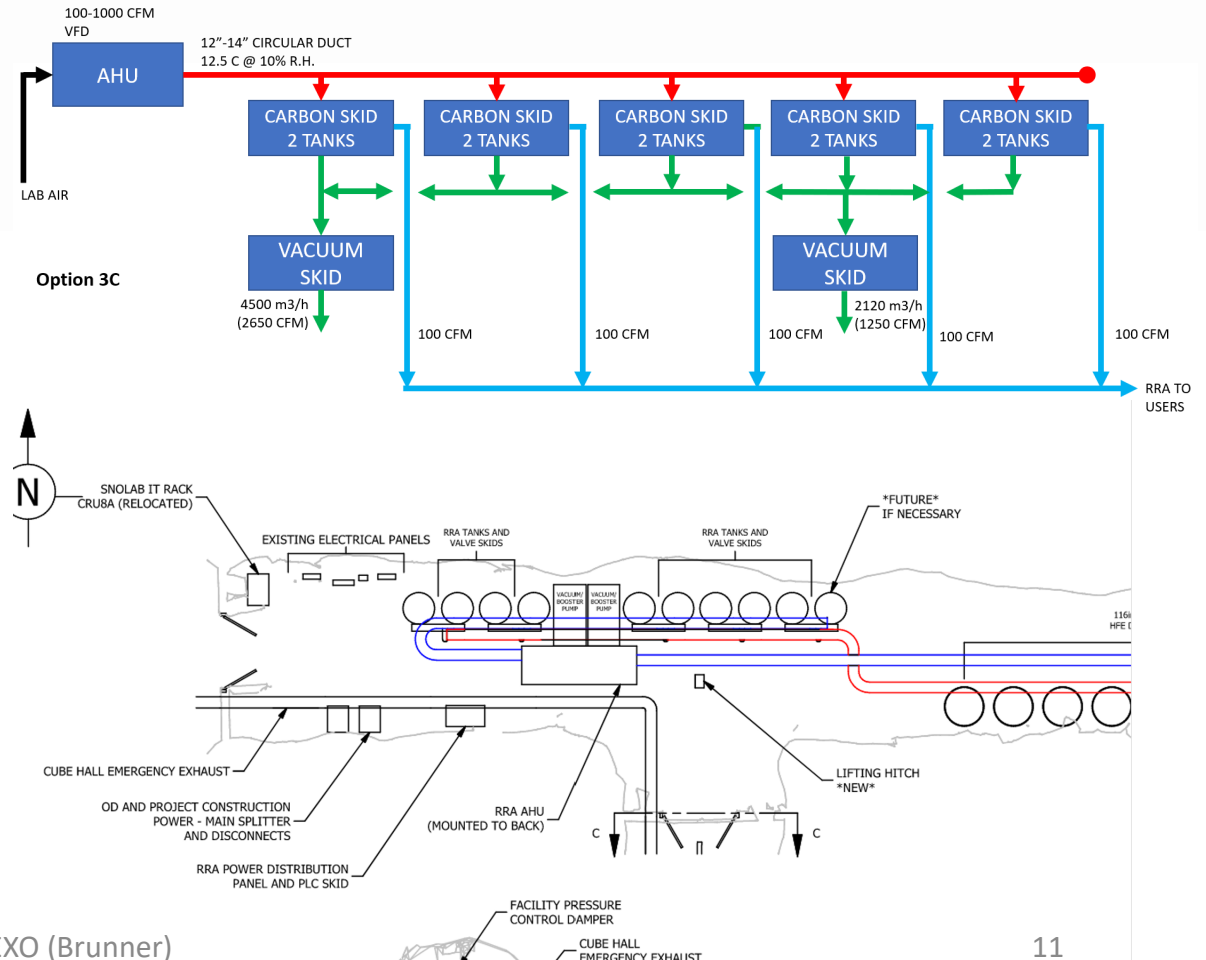 100-1000 CFM
VFD
12”-14” CIRCULAR DUCT
12.5 C @ 10% R.H.
AHU
LAB AIR
CARBON SKID
2 TANKS
CARBON SKID
2 TANKS
CARBON SKID
2 TANKS
CARBON SKID
2 TANKS
CARBON SKID
2 TANKS
Option 3C
VACUUM
SKID
VACUUM
SKID
4500 m3/h
(2650 CFM)
2120 m3/h
(1250 CFM)
100 CFM
100 CFM
100 CFM
100 CFM
100 CFM
RRA TO
USERS
N
SNOLAB IT RACK
CRU8A (RELOCATED)
EXISTING ELECTRICAL PANELS
RRA TANKS AND
VALVE SKIDS
RRA TANKS AND
VALVE SKIDS
*FUTURE*
IF NECESSARY
VACUUM/
BOOSTER
PUMP
VACUUM/
BOOSTER
PUMP
HFE
CUBE HALL EMERGENCY EXHAUST
OD AND PROJECT CONSTRUCTION
POWER - MAIN SPLITTER
AND DISCONNECTS
RRA POWER DISTRIBUTION
PANEL AND PLC SKID
RRA AHU
(MOUNTED TO BACK)
LIFTING HITCH
*NEW*
C
C
FACILITY PRESSURE
CONTROL DAMPER
CUBE HALL
EMERGENCY EXHAUST
XO (Brunner)
11